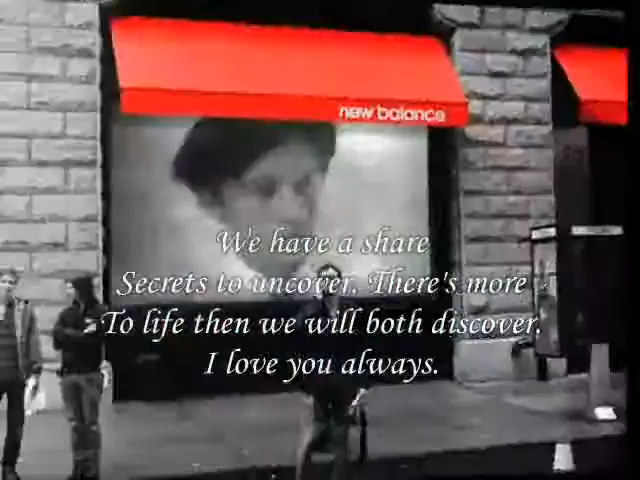 new balance
We have a share
Secrets to uncover. There's more
To life then we will both discover.
I love you always.